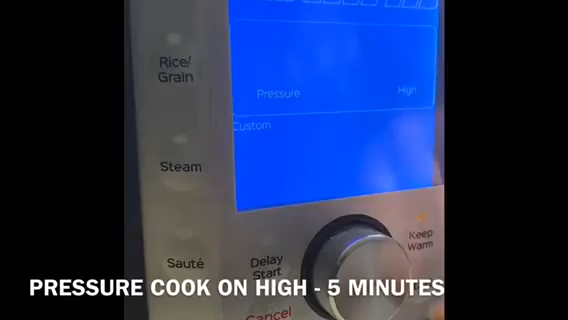 Rice/
Grain
Pressure High
Custom
Steam
Keep
Warm
Delay
Start
Sauté
Cancel
PRESSURE COOK ON HIGH - 5 MINUTES